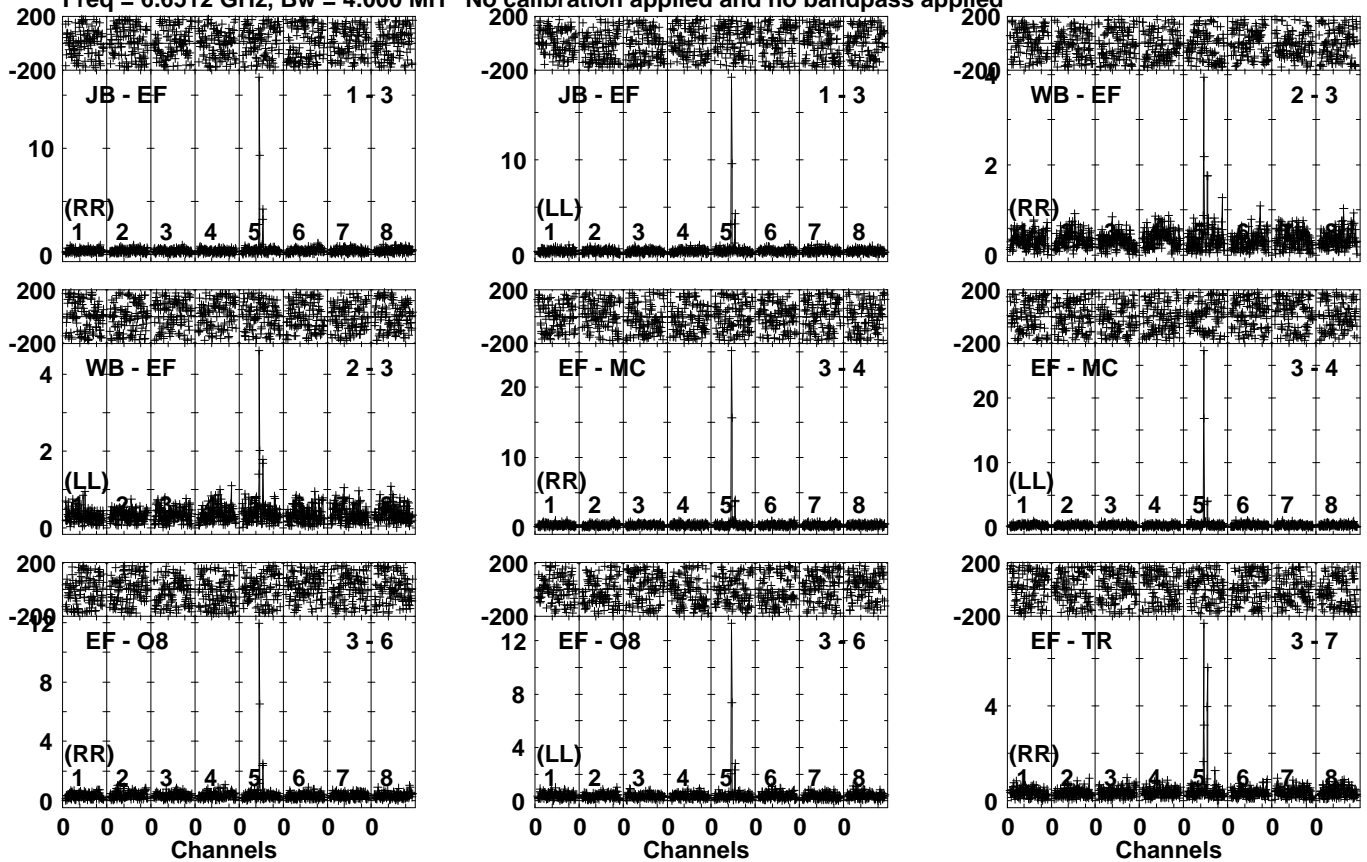 Freq = 6.6512 GHz, Bw = 4.000 MH No calibration applied and no bandpass applied
200 200 200
-200 -200 -200
JB - EF 1 - 3 JB - EF 1 - 3 WB - EF 2 - 3
4
10 10 2
(RR) (LL) (RR)
1 2 3 4 5 6 7 8 1 2 3 4 5 6 7 8
0 0 0
200 200 200
-200 -200 -200
WB - EF 2 - 3 EF - MC 3 - 4 EF - MC 3 - 4
4 20 20
2 10 10
(LL) (RR) (LL)
1 2 3 4 5 6 7 8 1 2 3 4 5 6 7 8
0 0 0
200 200 200
-200 -200 -200
12
EF - O8 3 - 6 EF - O8 3 - 6 EF - TR 3 - 7
12
8 8
4 4 4
(RR) (LL) (RR)
1 2 3 4 5 6 7 8 1 2 3 4 5 6 7 8 1 2 3 4 5 6 7 8
0 0 0
0 0 0 0 0 0 0 0 0 0 0 0 0 0 0 0 0 0 0 0 0 0 0 0
Channels Channels Channels